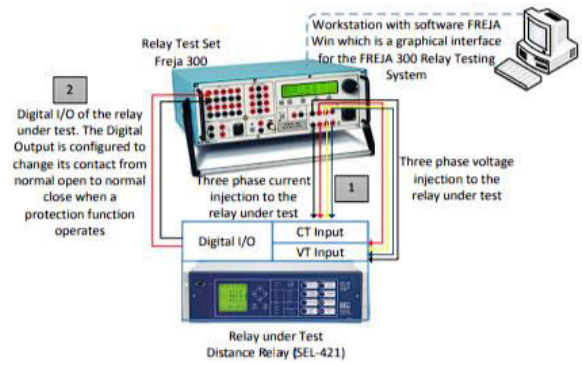 Workstation with software FREJA
Win which is a graphical interface
for the FREJA 300 Relay Testing
System
Relay Test Set
Freja 300
2
Digital I/O of the relay
under test. The Digital
Output is configured to
change its contact from
normal open to normal
close when a
protection function
operates
Three phase current
injection to the
relay under test
1
Three phase voltage
injection to the
relay under test
Digital I/O
CT Input
VT Input
Relay under Test
Distance Relay (SEL-421)